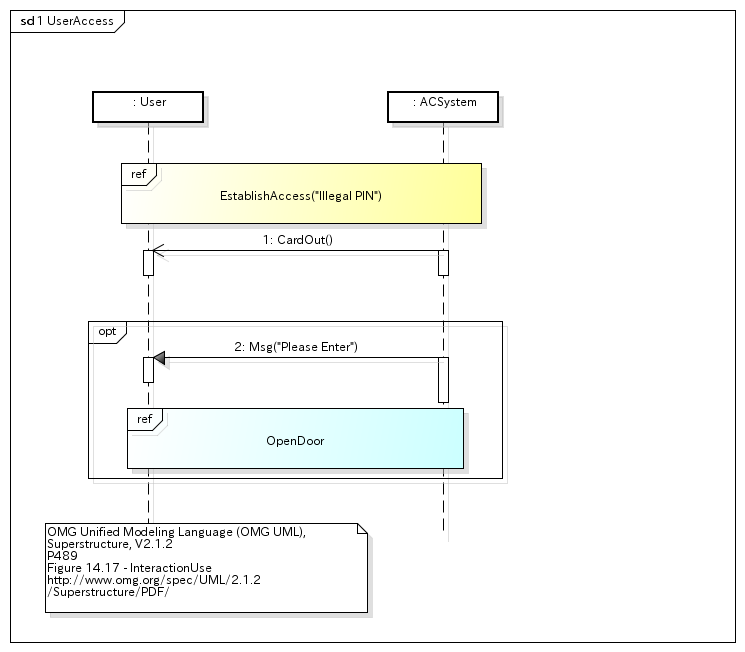 sd 1 UserAccess
: User
: ACSystem
ref
EstablishAccess("Illegal PIN")
1: CardOut()
opt
2: Msg("Please Enter")
ref
OpenDoor
OMG Unified Modeling Language (OMG UML),
Superstructure, V2.1.2
P489
Figure 14.17 - InteractionUse
http://www.omg.org/spec/UML/2.1.2
/Superstructure/PDF/